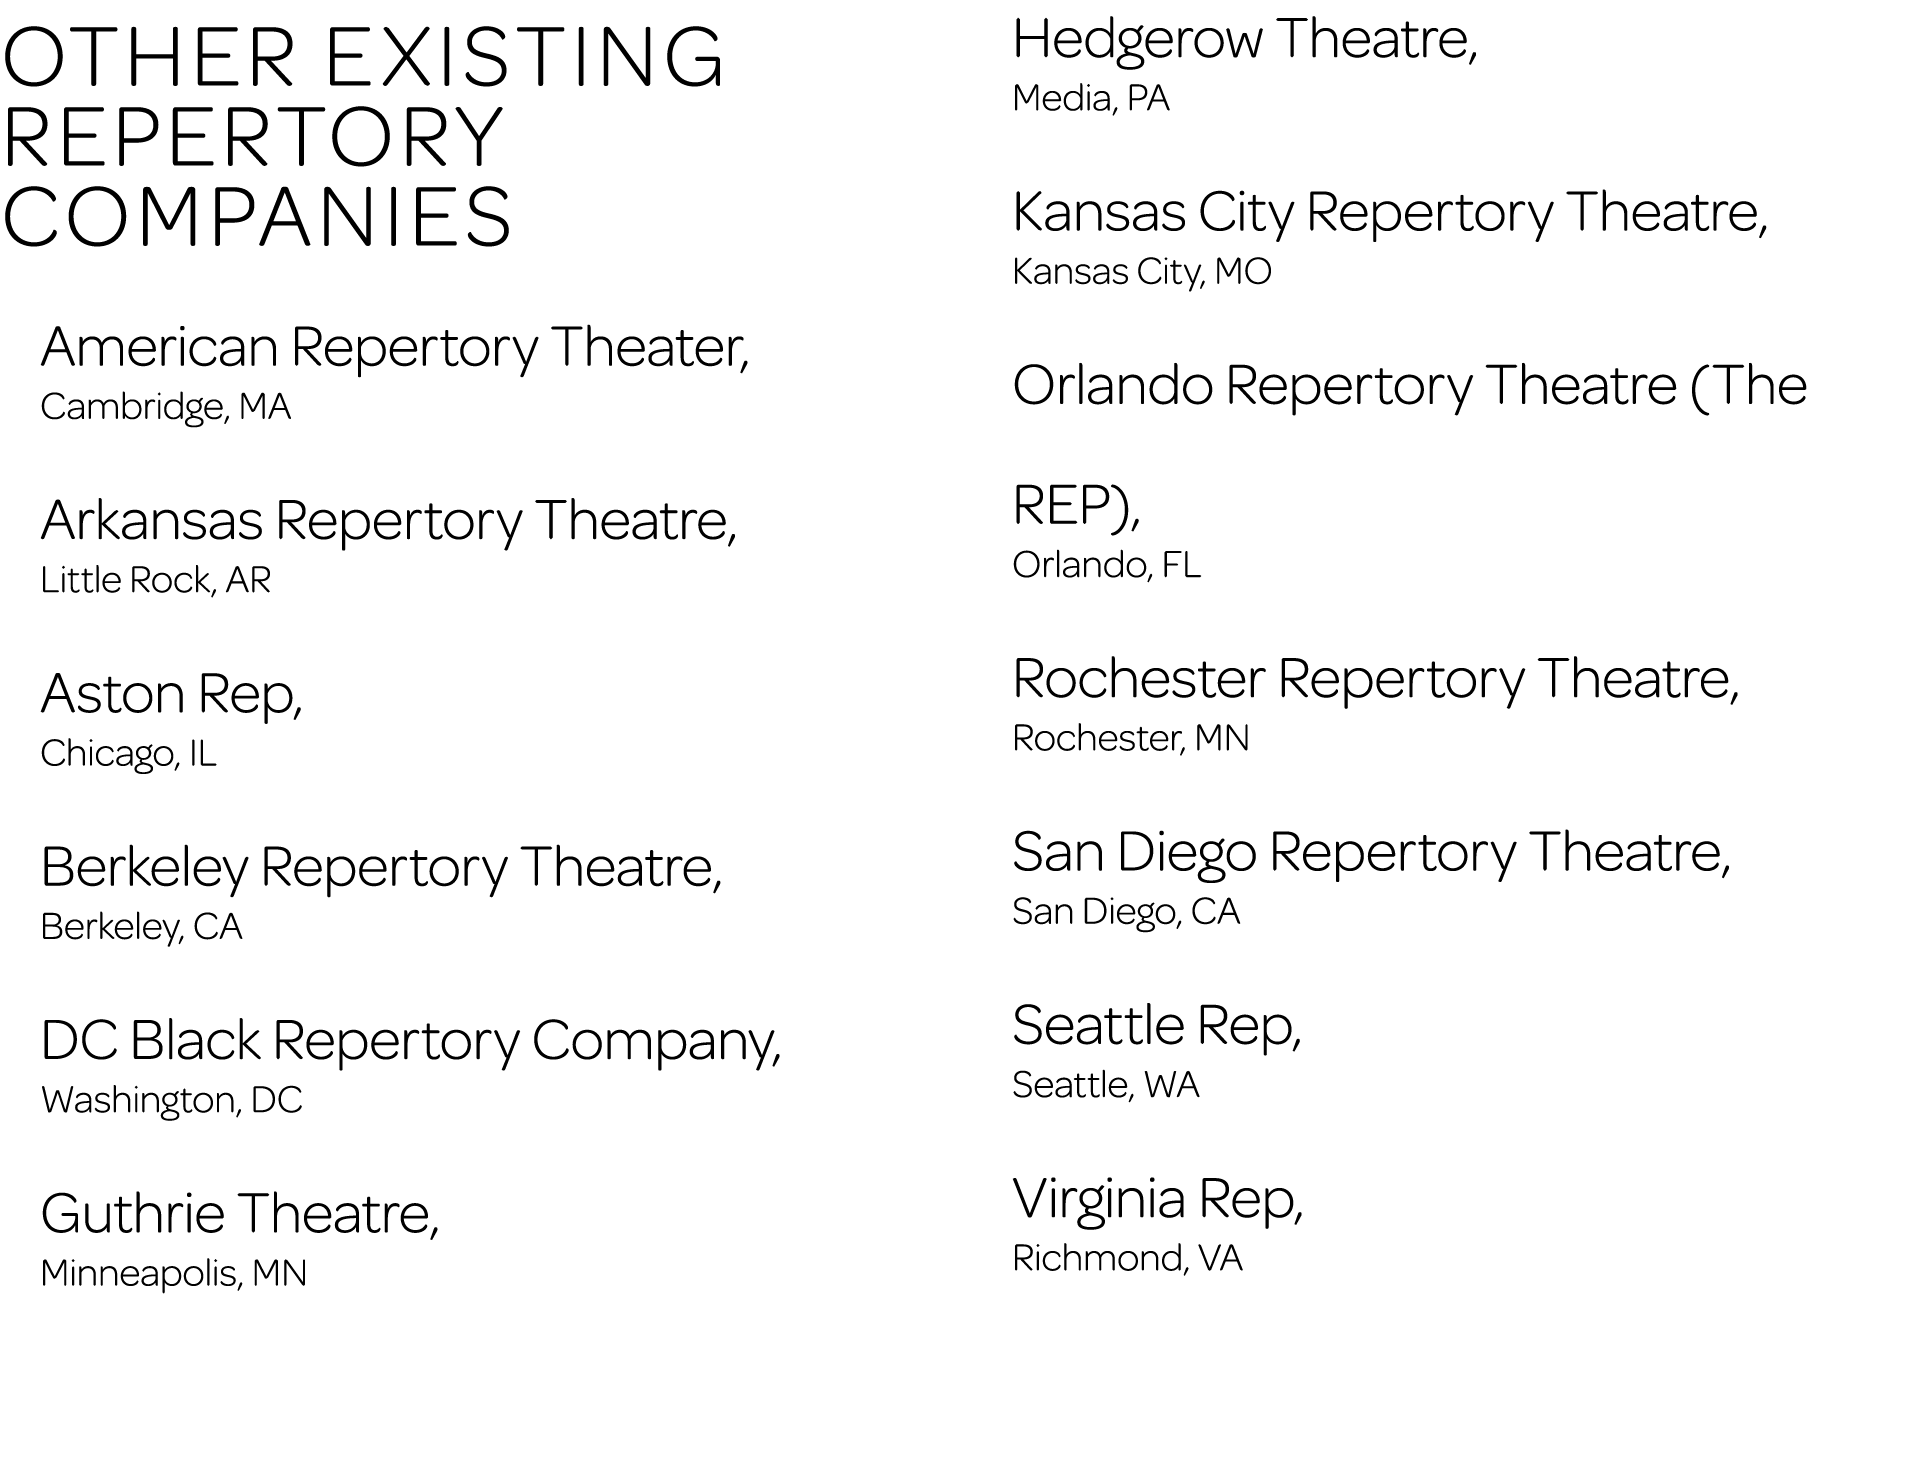 OTHER EXISTING
REPERTORY
COMPANIES
American Repertory Theater,
Cambridge, MA
Arkansas Repertory Theatre,
Little Rock, AR
Aston Rep,
Chicago, IL
Berkeley Repertory Theatre,
Berkeley, CA
DC Black Repertory Company,
Washington, DC
Guthrie Theatre,
Minneapolis, MN
Hedgerow Theatre,
Media, PA
Kansas City Repertory Theatre,
Kansas City, MO
Orlando Repertory Theatre (The
REP),
Orlando, FL
Rochester Repertory Theatre,
Rochester, MN
San Diego Repertory Theatre,
San Diego, CA
Seattle Rep,
Seattle, WA
Virginia Rep,
Richmond, VA